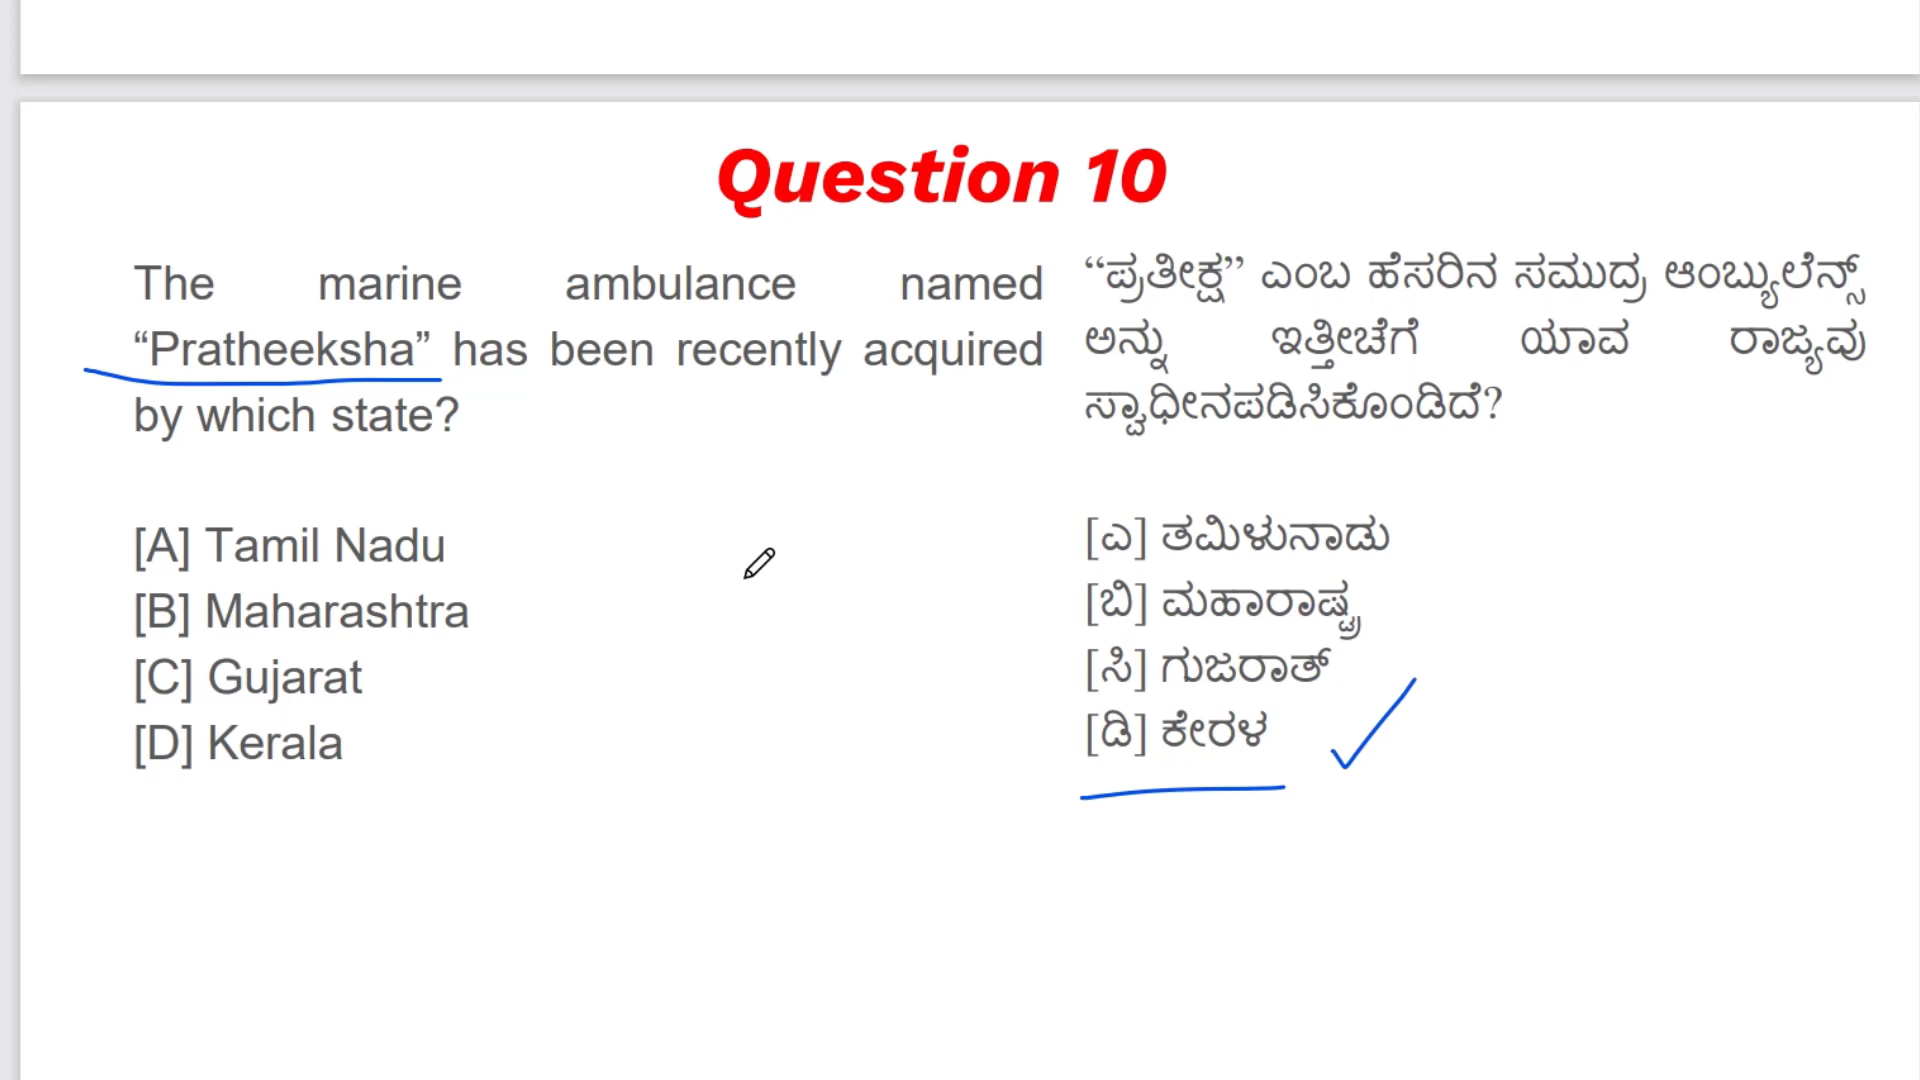 Question 10
The marine ambulance named
“Pratheeksha” has been recently acquired
by which state?
[A] Tamil Nadu
[B] Maharashtra
[C] Gujarat
[D] Kerala
“ಪ್ರತೀಕ್ಷ” ಎಂಬ ಹೆಸರಿನ ಸಮುದ್ರ ಆಂಬ್ಯುಲೆನ್ಸ್
ಅನ್ನು ಇತ್ತೀಚೆಗೆ ಯಾವ ರಾಜ್ಯವು
ಸ್ವಾಧೀನಪಡಿಸಿಕೊಂಡಿದೆ?
[ಎ] ತಮಿಳುನಾಡು
[ಬಿ] ಮಹಾರಾಷ್ಟ್ರ
[ಸಿ] ಗುಜರಾತ್
[ಡಿ] ಕೇರಳ